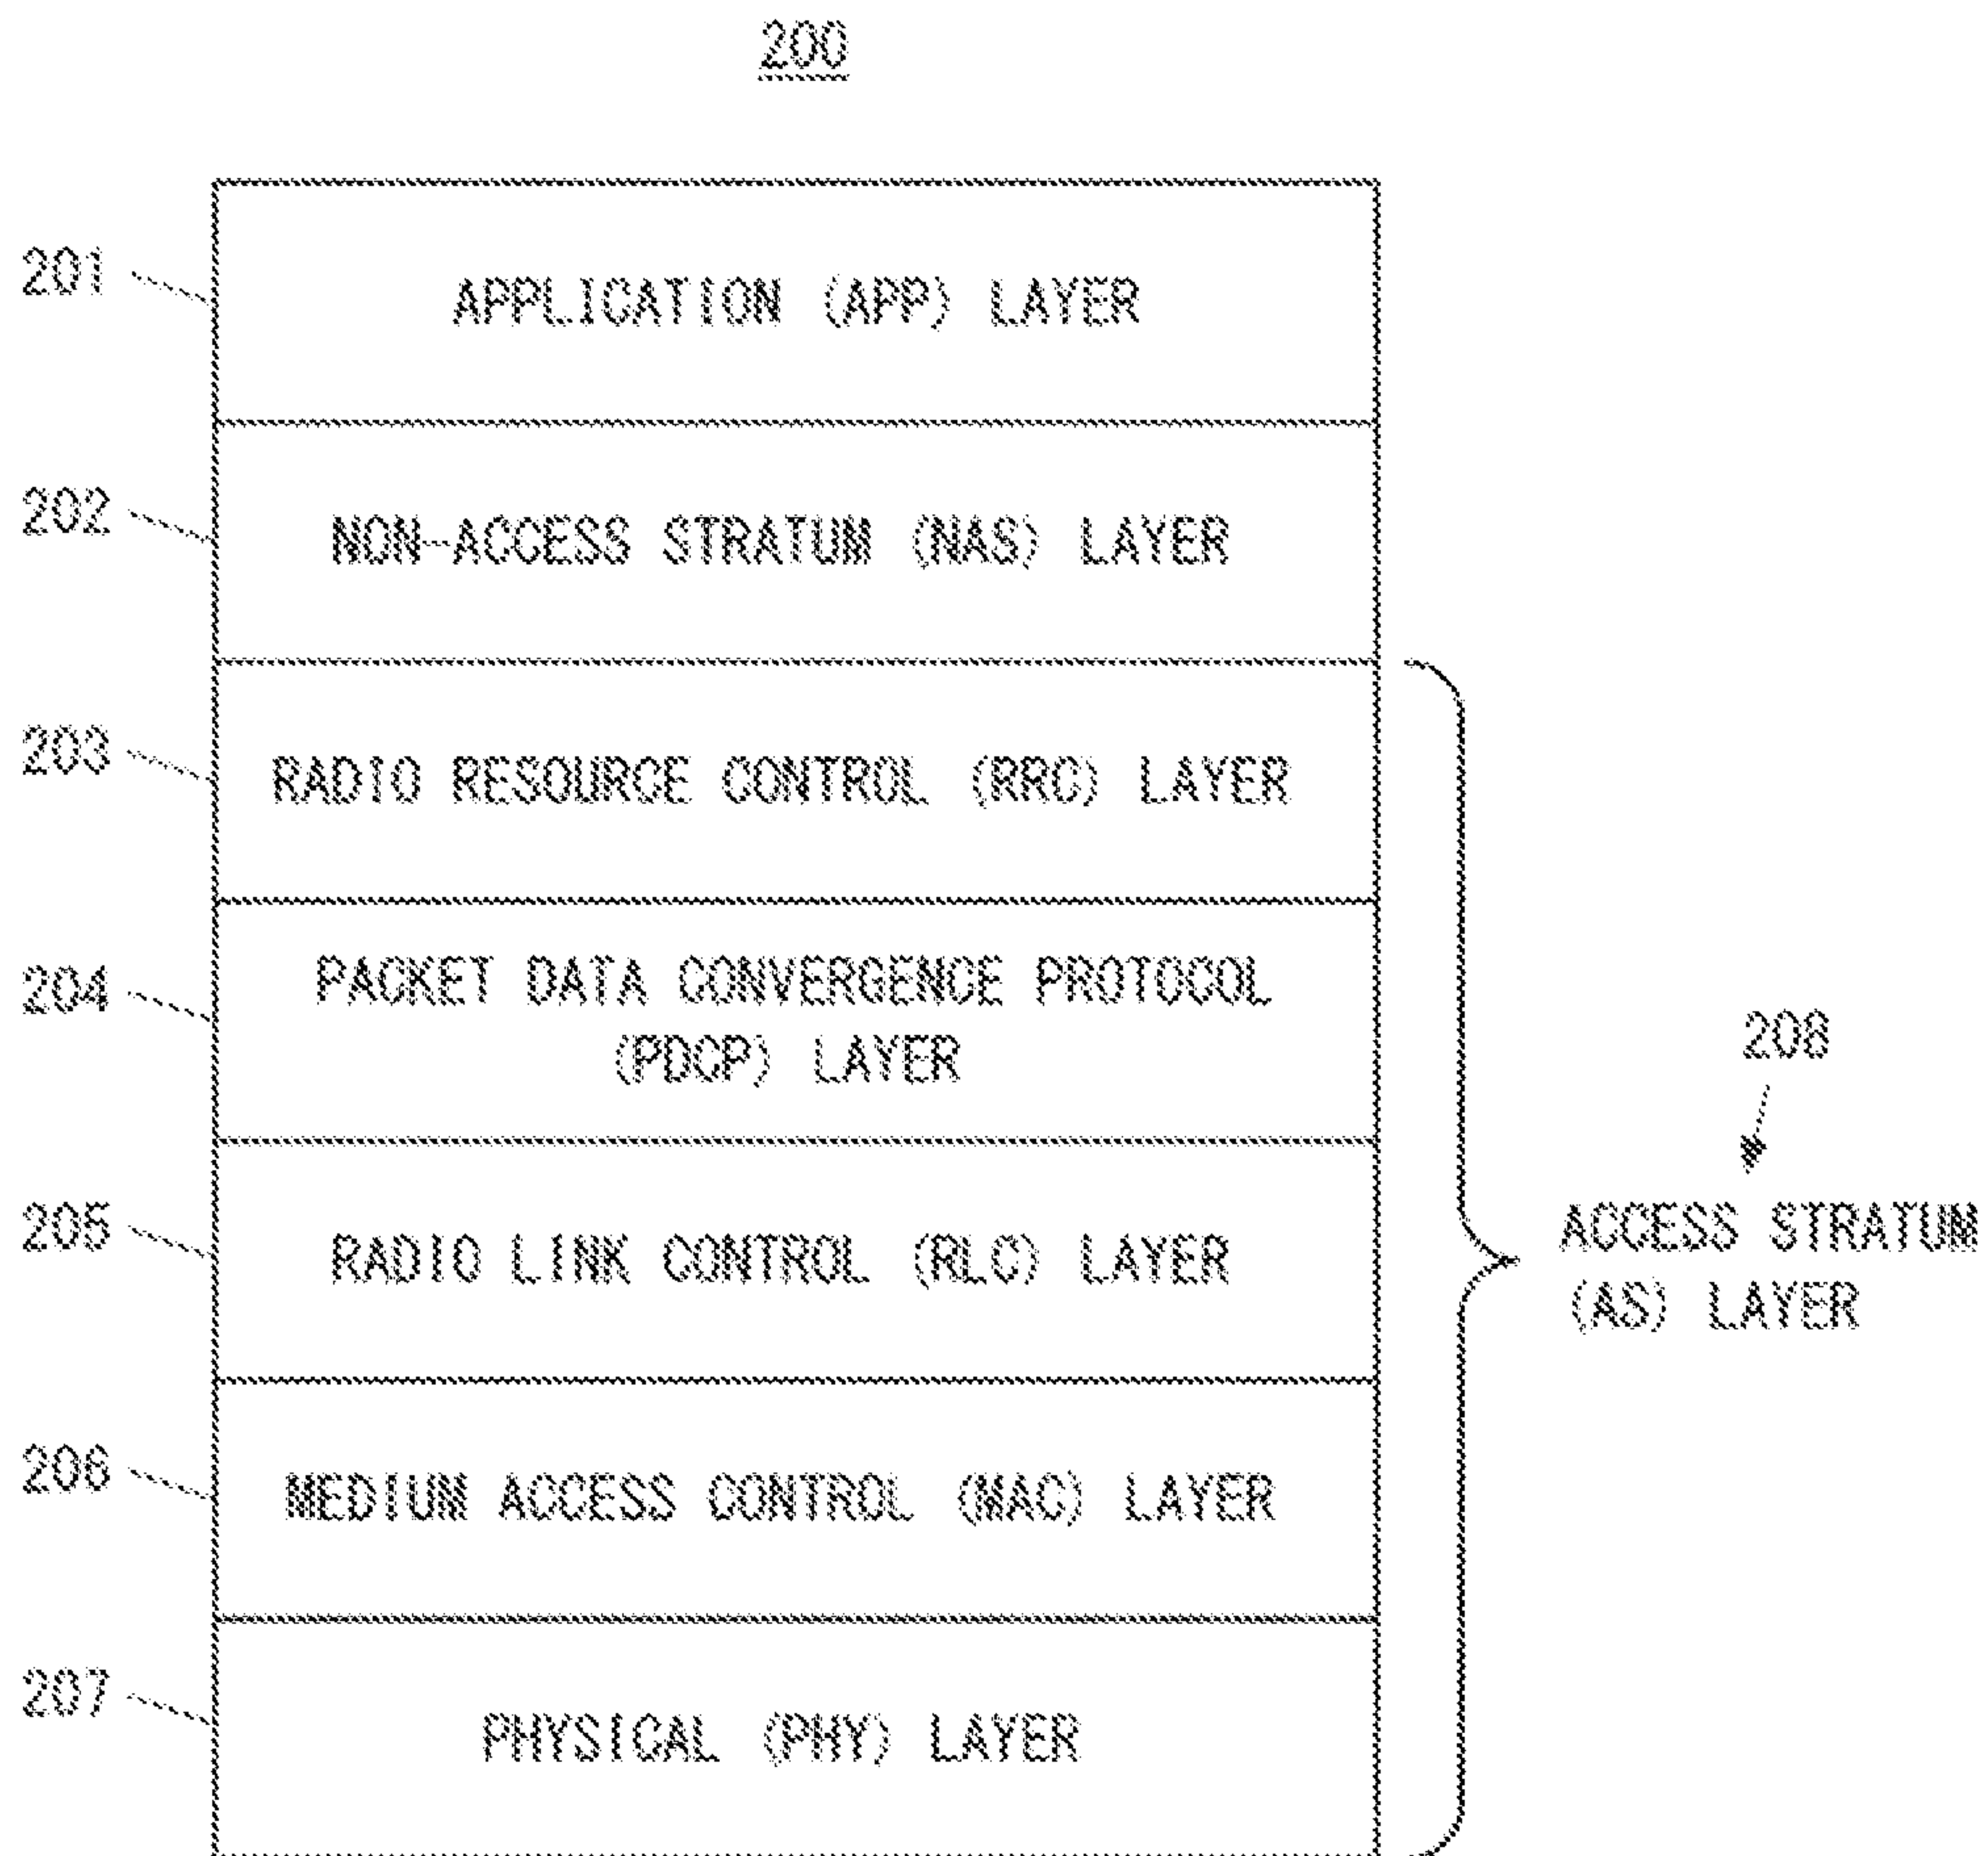 200
201
APPLICATION (APP) LAYER
202
NON-ACCESS STRATUM (NAS) LAYER
203
RADIO RESOURCE CONTROL (RRC) LAYER
204
PACKET DATA CONVERGENCE PROTOCOL
(PDCP) LAYER
205
RADIO LINK CONTROL (RLC) LAYER
206
MEDIUM ACCESS CONTROL (MAC) LAYER
207
PHYSICAL (PHY) LAYER
208
ACCESS STRATUM
(AS) LAYER